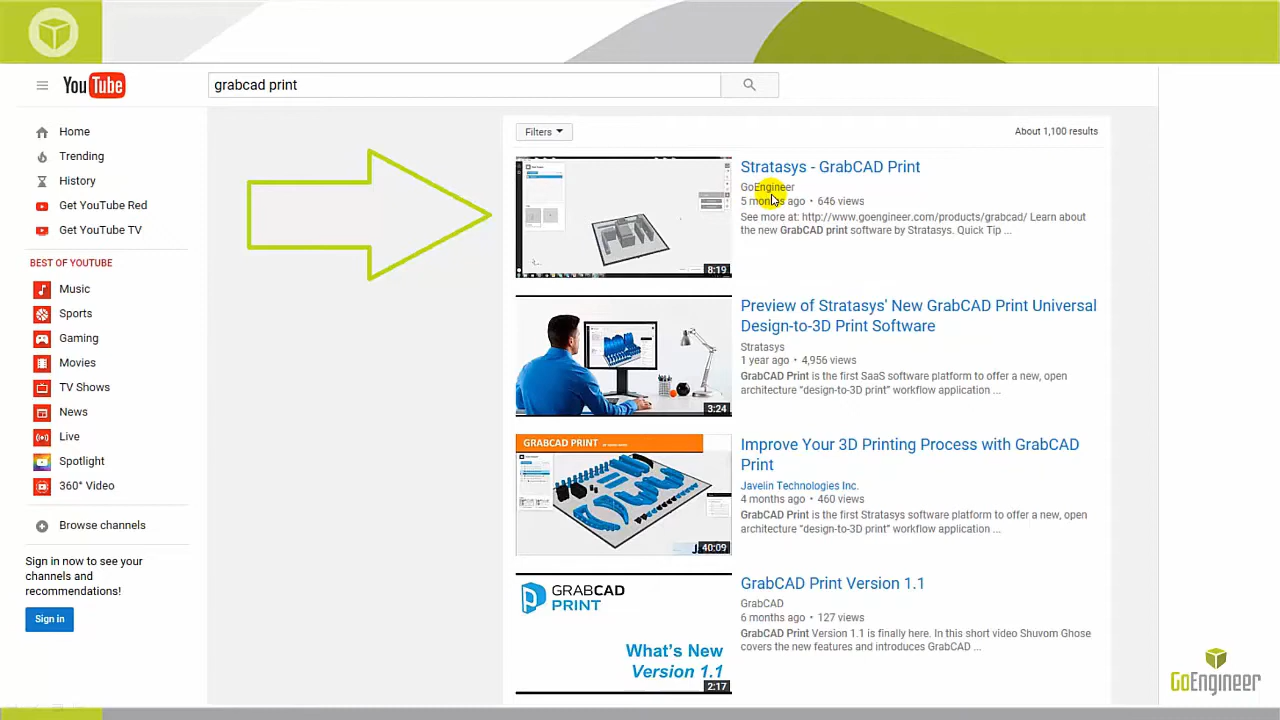 YouTube
grabcad print
Home
Trending
History
Get YouTube Red
Get YouTube TV
BEST OF YOUTUBE
Music
Sports
Gaming
Movies
TV Shows
News
Live
Spotlight
360° Video
Browse channels
Sign in now to see your
channels and
recommendations!
Sign in
Filters
About 1,100 results
8:19
Stratasys - GrabCAD Print
GoEngineer
5 months ago • 646 views
See more at: http://www.goengineer.com/products/grabcad/ Learn about
the new GrabCAD print software by Stratasys. Quick Tip ...
3:24
Preview of Stratasys' New GrabCAD Print Universal
Design-to-3D Print Software
Stratasys
1 year ago • 4,956 views
GrabCAD Print is the first SaaS software platform to offer a new, open
architecture "design-to-3D print" workflow application ...
GRABCAD PRINT
40:09
Improve Your 3D Printing Process with GrabCAD
Print
Javelin Technologies Inc.
4 months ago • 460 views
GrabCAD Print is the first Stratasys software platform to offer a new, open
architecture "design-to-3D print" workflow application ...
GRABCAD
PRINT
What's New
Version 1.1
2:17
GrabCAD Print Version 1.1
GrabCAD
6 months ago • 127 views
GrabCAD Print Version 1.1 is finally here. In this short video Shuvom Ghose
covers the new features and introduces GrabCAD ...
GoEngineer